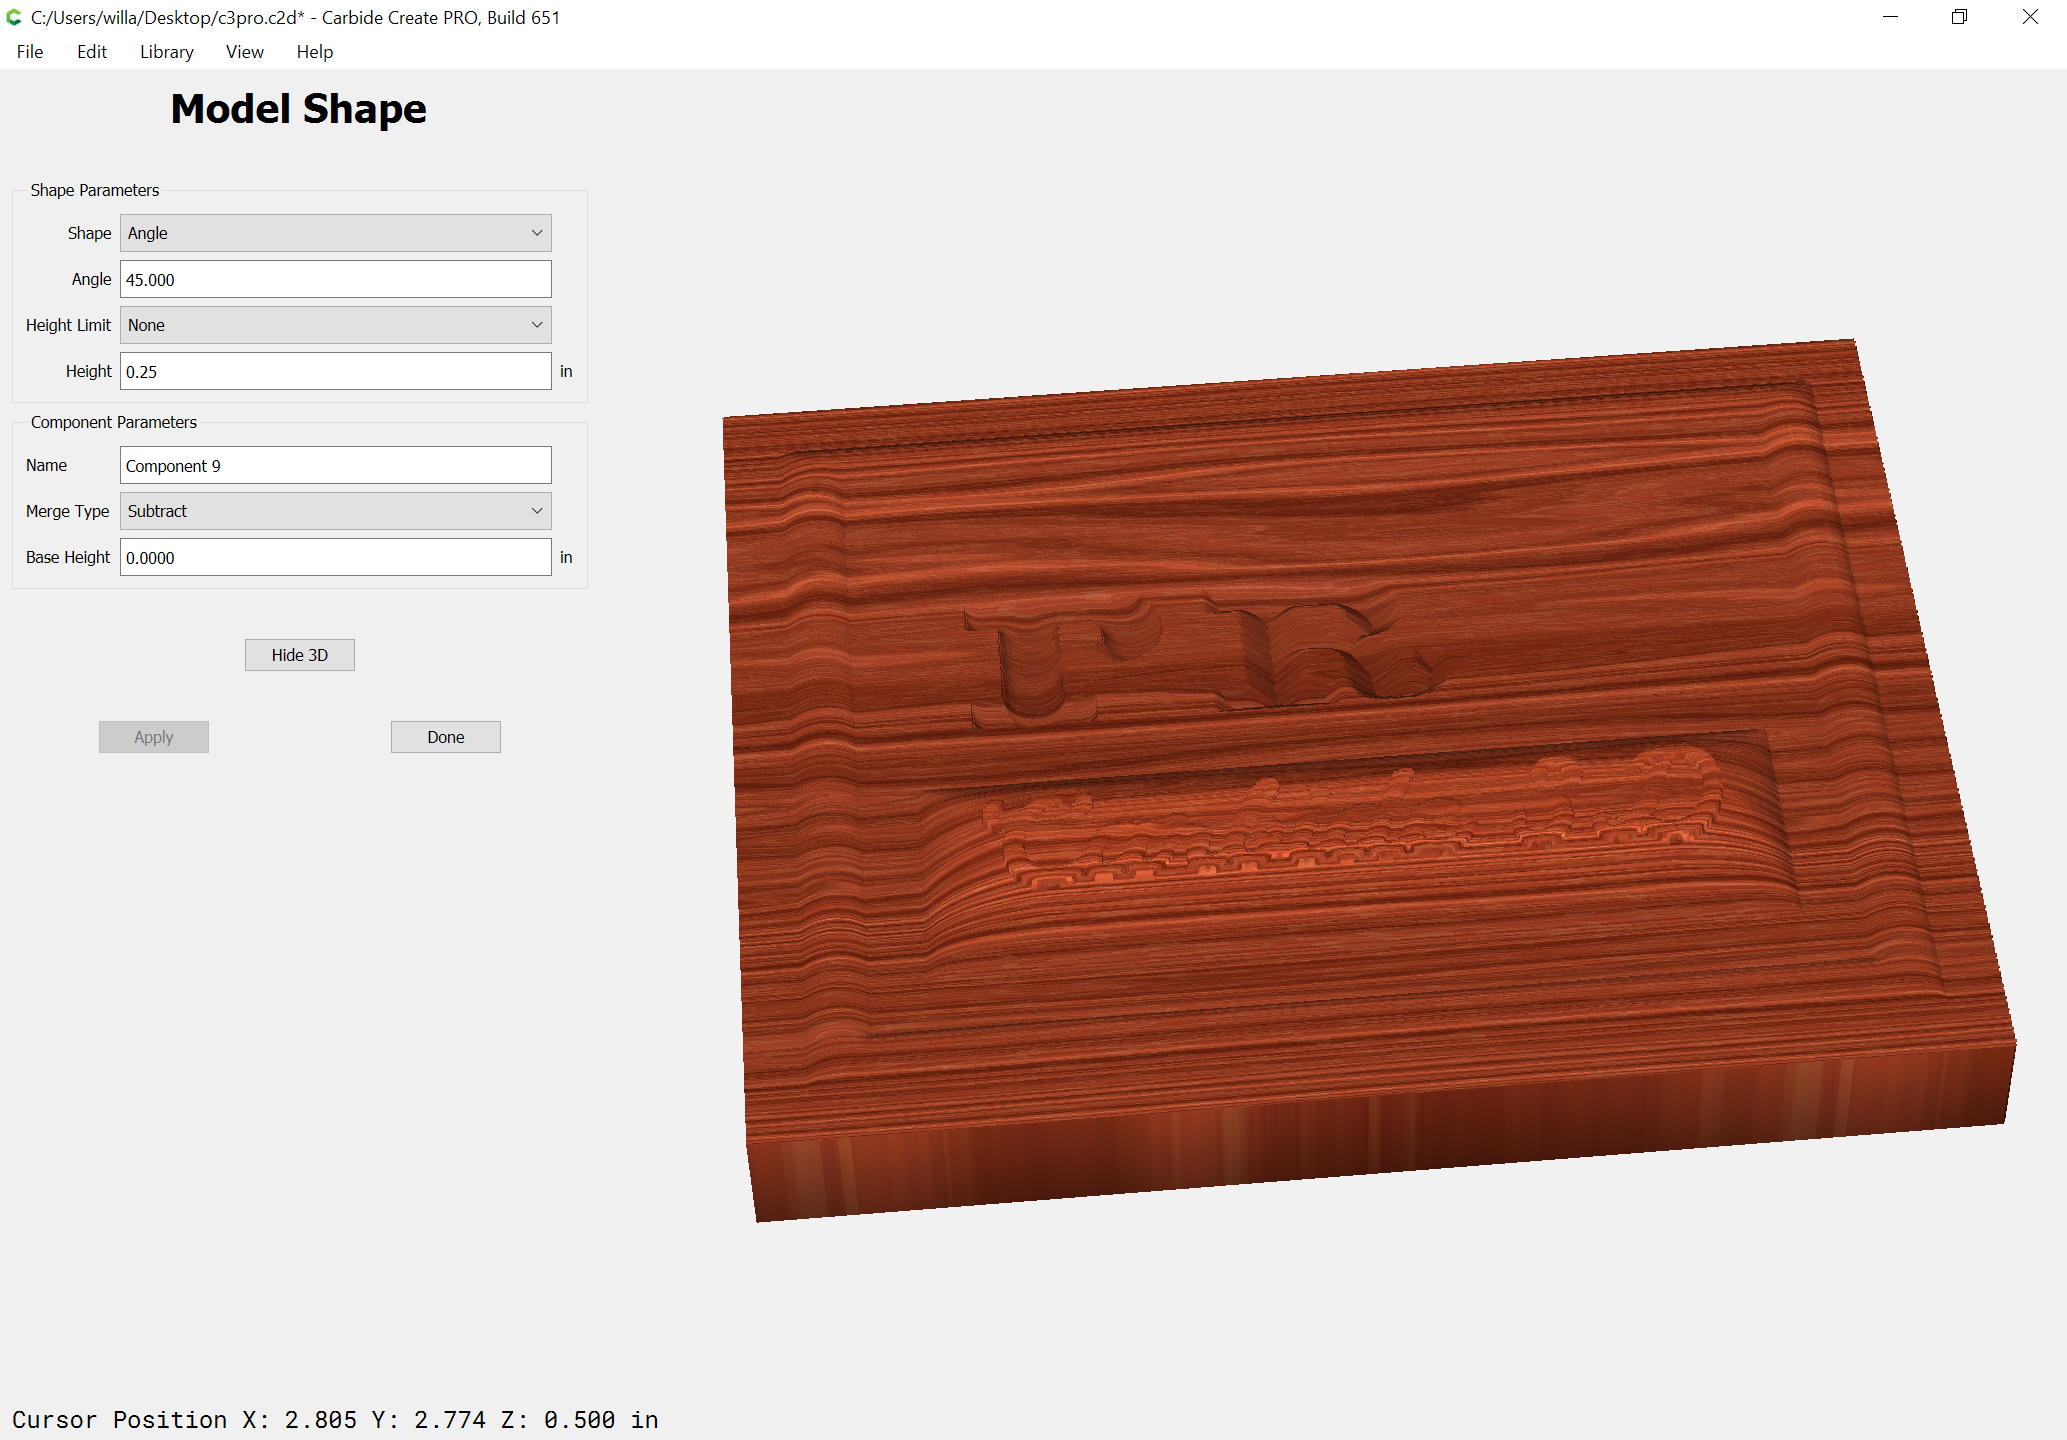 C:/Users/willa/Desktop/c3pro.c2d* - Carbide Create PRO, Build 651
File Edit Library View Help
Model Shape
Shape Parameters
Shape Angle
Angle 45.000
Height Limit None
Height 0.25 in
Component Parameters
Name Component 9
Merge Type Subtract
Base Height 0.0000 in
Hide 3D
Apply Done
Cursor Position X: 2.805 Y: 2.774 Z: 0.500 in